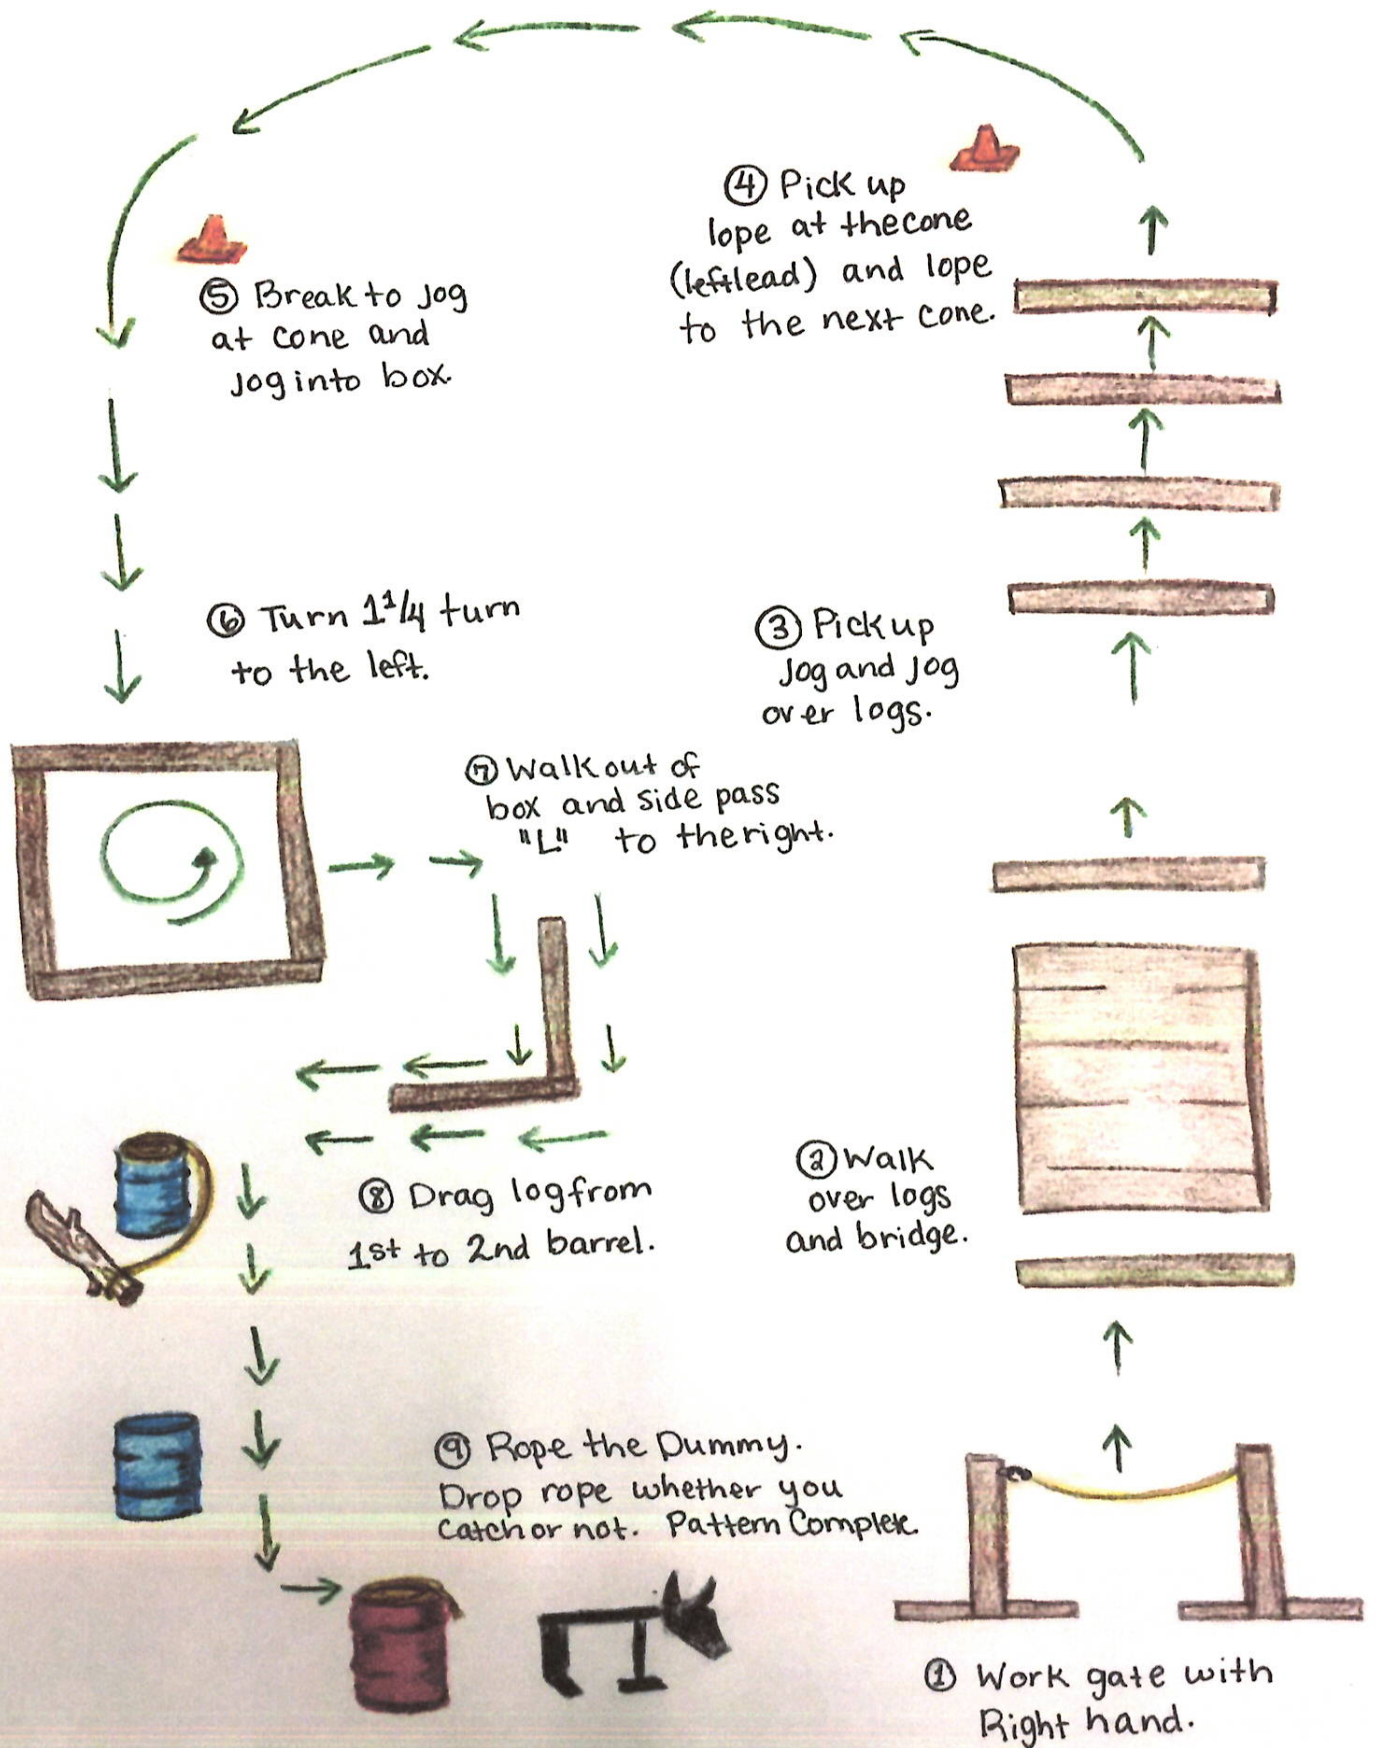 ① Work gate with
Right hand.
② Walk
over logs
and bridge.
③ Pick up
Jog and Jog
over logs.
④ Pick up
lope at the cone
(left lead) and lope
to the next cone.
⑤ Break to Jog
at cone and
Jog into box.
⑥ Turn 1 1/4 turn
to the left.
⑦ Walk out of
box and side pass
"L" to the right.
⑧ Drag log from
1st to 2nd barrel.
⑨ Rope the Dummy.
Drop rope whether you
Catch or not. Pattern Complete.